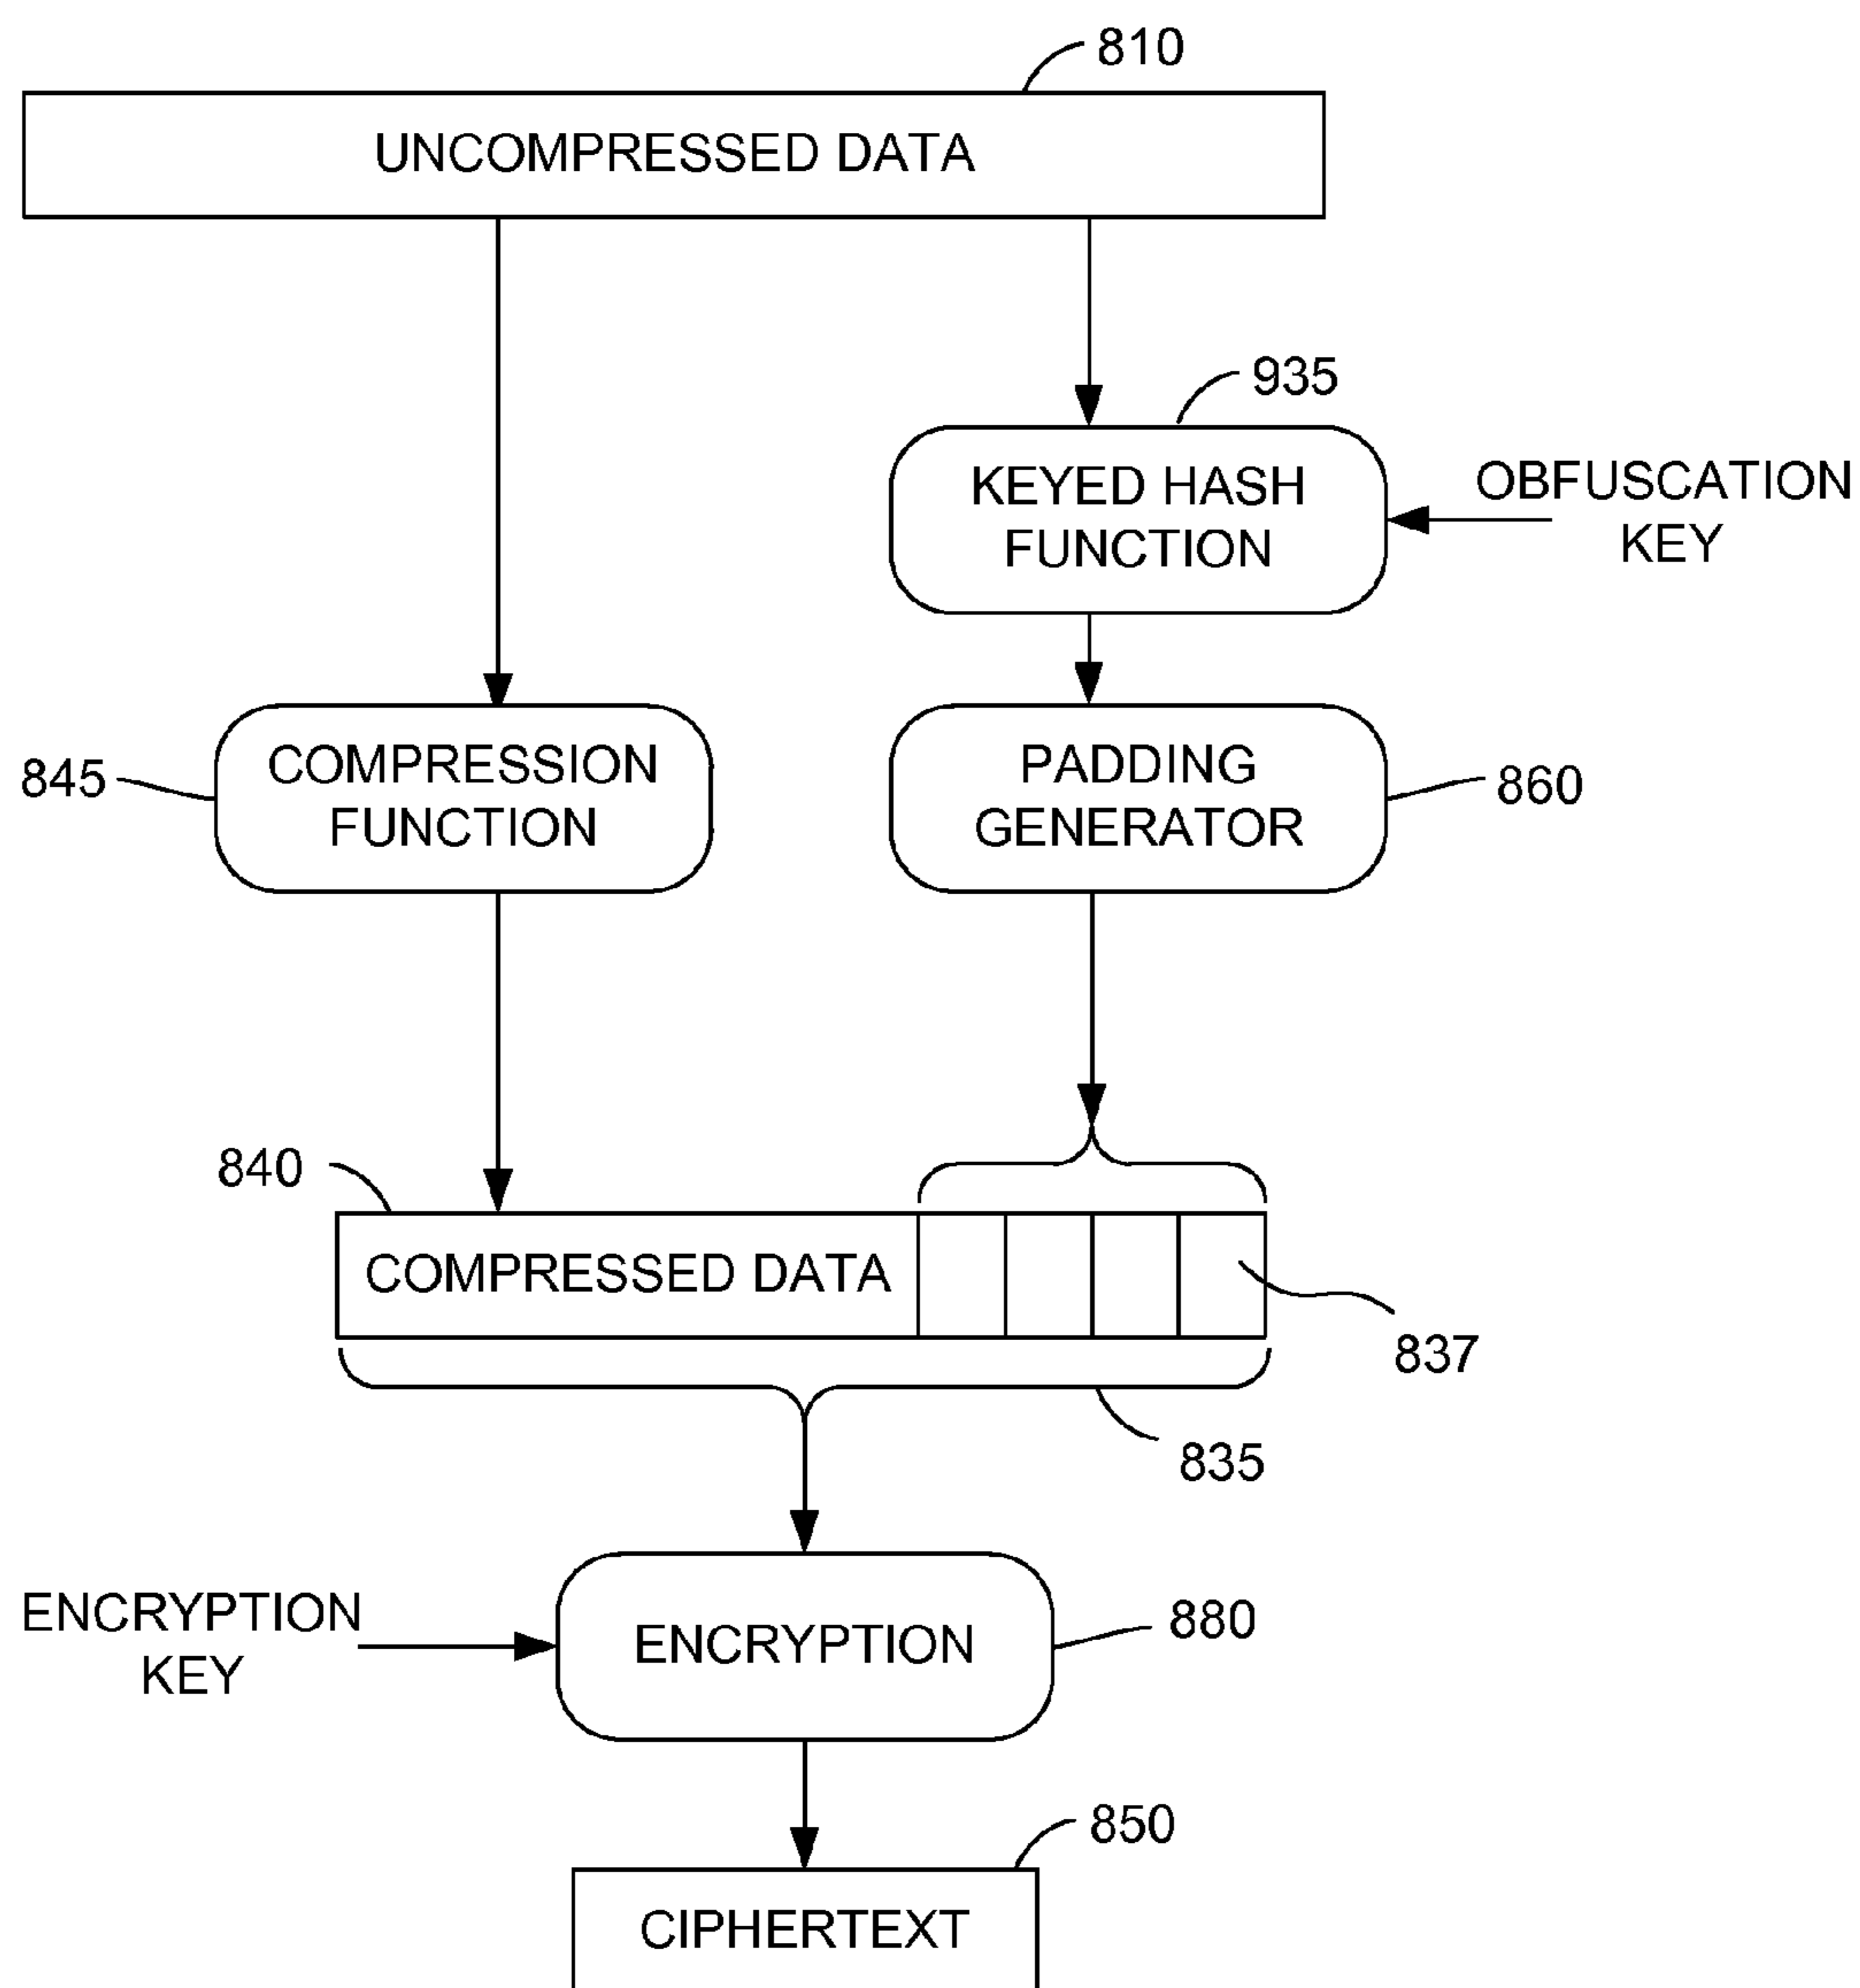 810
UNCOMPRESSED DATA
935
KEYED HASH
FUNCTION
OBFUSCATION
KEY
845
COMPRESSION
FUNCTION
PADDING
GENERATOR
860
840
COMPRESSED DATA
837
835
ENCRYPTION
KEY
ENCRYPTION
880
850
CIPHERTEXT